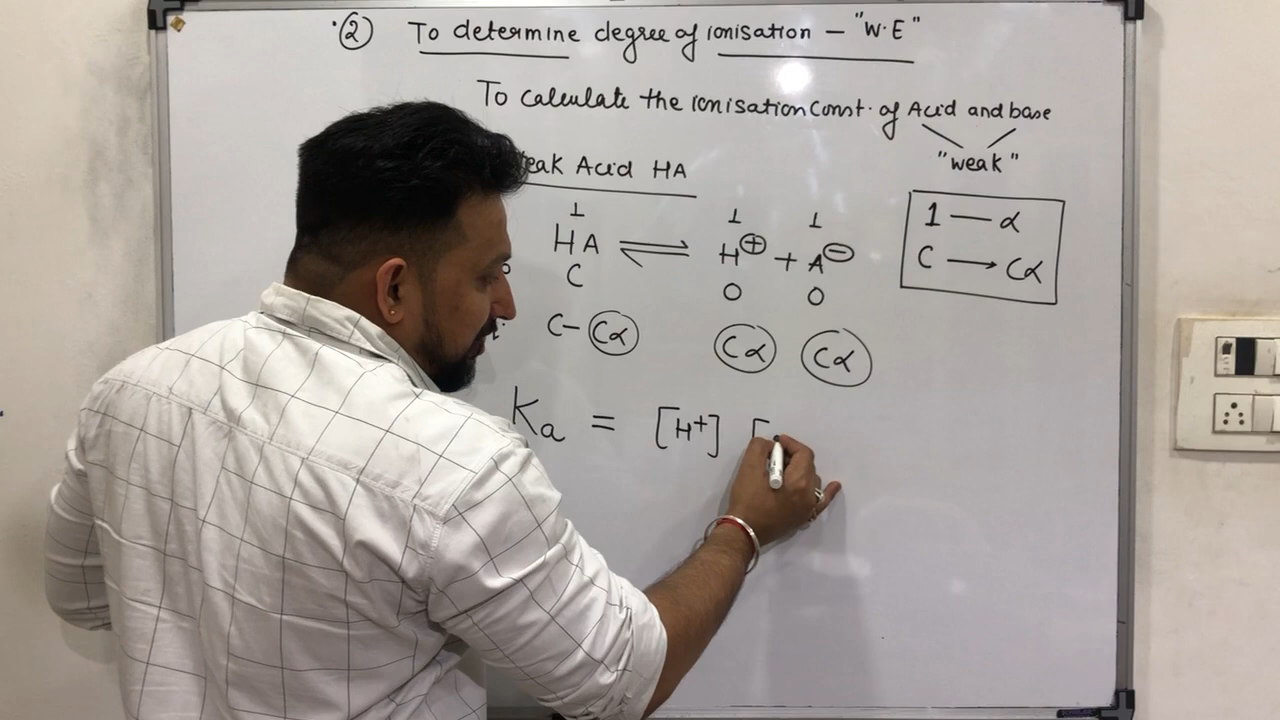 ② To determine degree of ionisation – "W.E"
To calculate the ionisation Const. of Acid and base
"weak"
Acid HA
1 1 1
HA ⇌ H⊕ + A⊖
C 0 0
C - Cα Cα Cα
1 — α
C → Cα
Ka = [H+] [